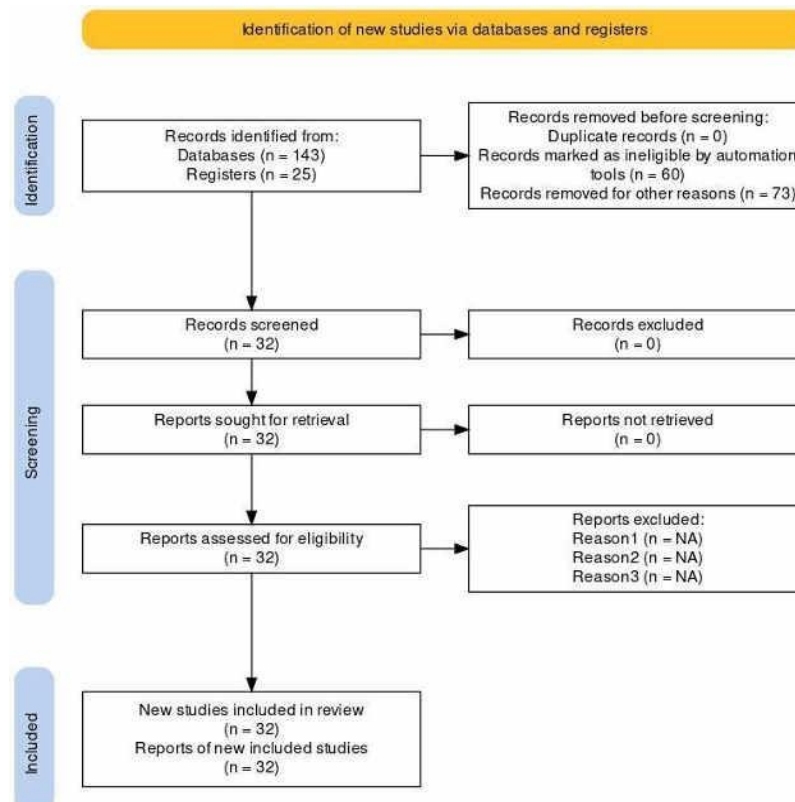 Identification of new studies via databases and registers
Identification
Records identified from:
Databases (n = 143)
Registers (n = 25)
Records removed before screening:
Duplicate records (n = 0)
Records marked as ineligible by automation
tools (n = 60)
Records removed for other reasons (n = 73)
Screening
Records screened
(n = 32)
Records excluded
(n = 0)
Reports sought for retrieval
(n = 32)
Reports not retrieved
(n = 0)
Reports assessed for eligibility
(n = 32)
Reports excluded:
Reason1 (n = NA)
Reason2 (n = NA)
Reason3 (n = NA)
Included
New studies included in review
(n = 32)
Reports of new included studies
(n = 32)